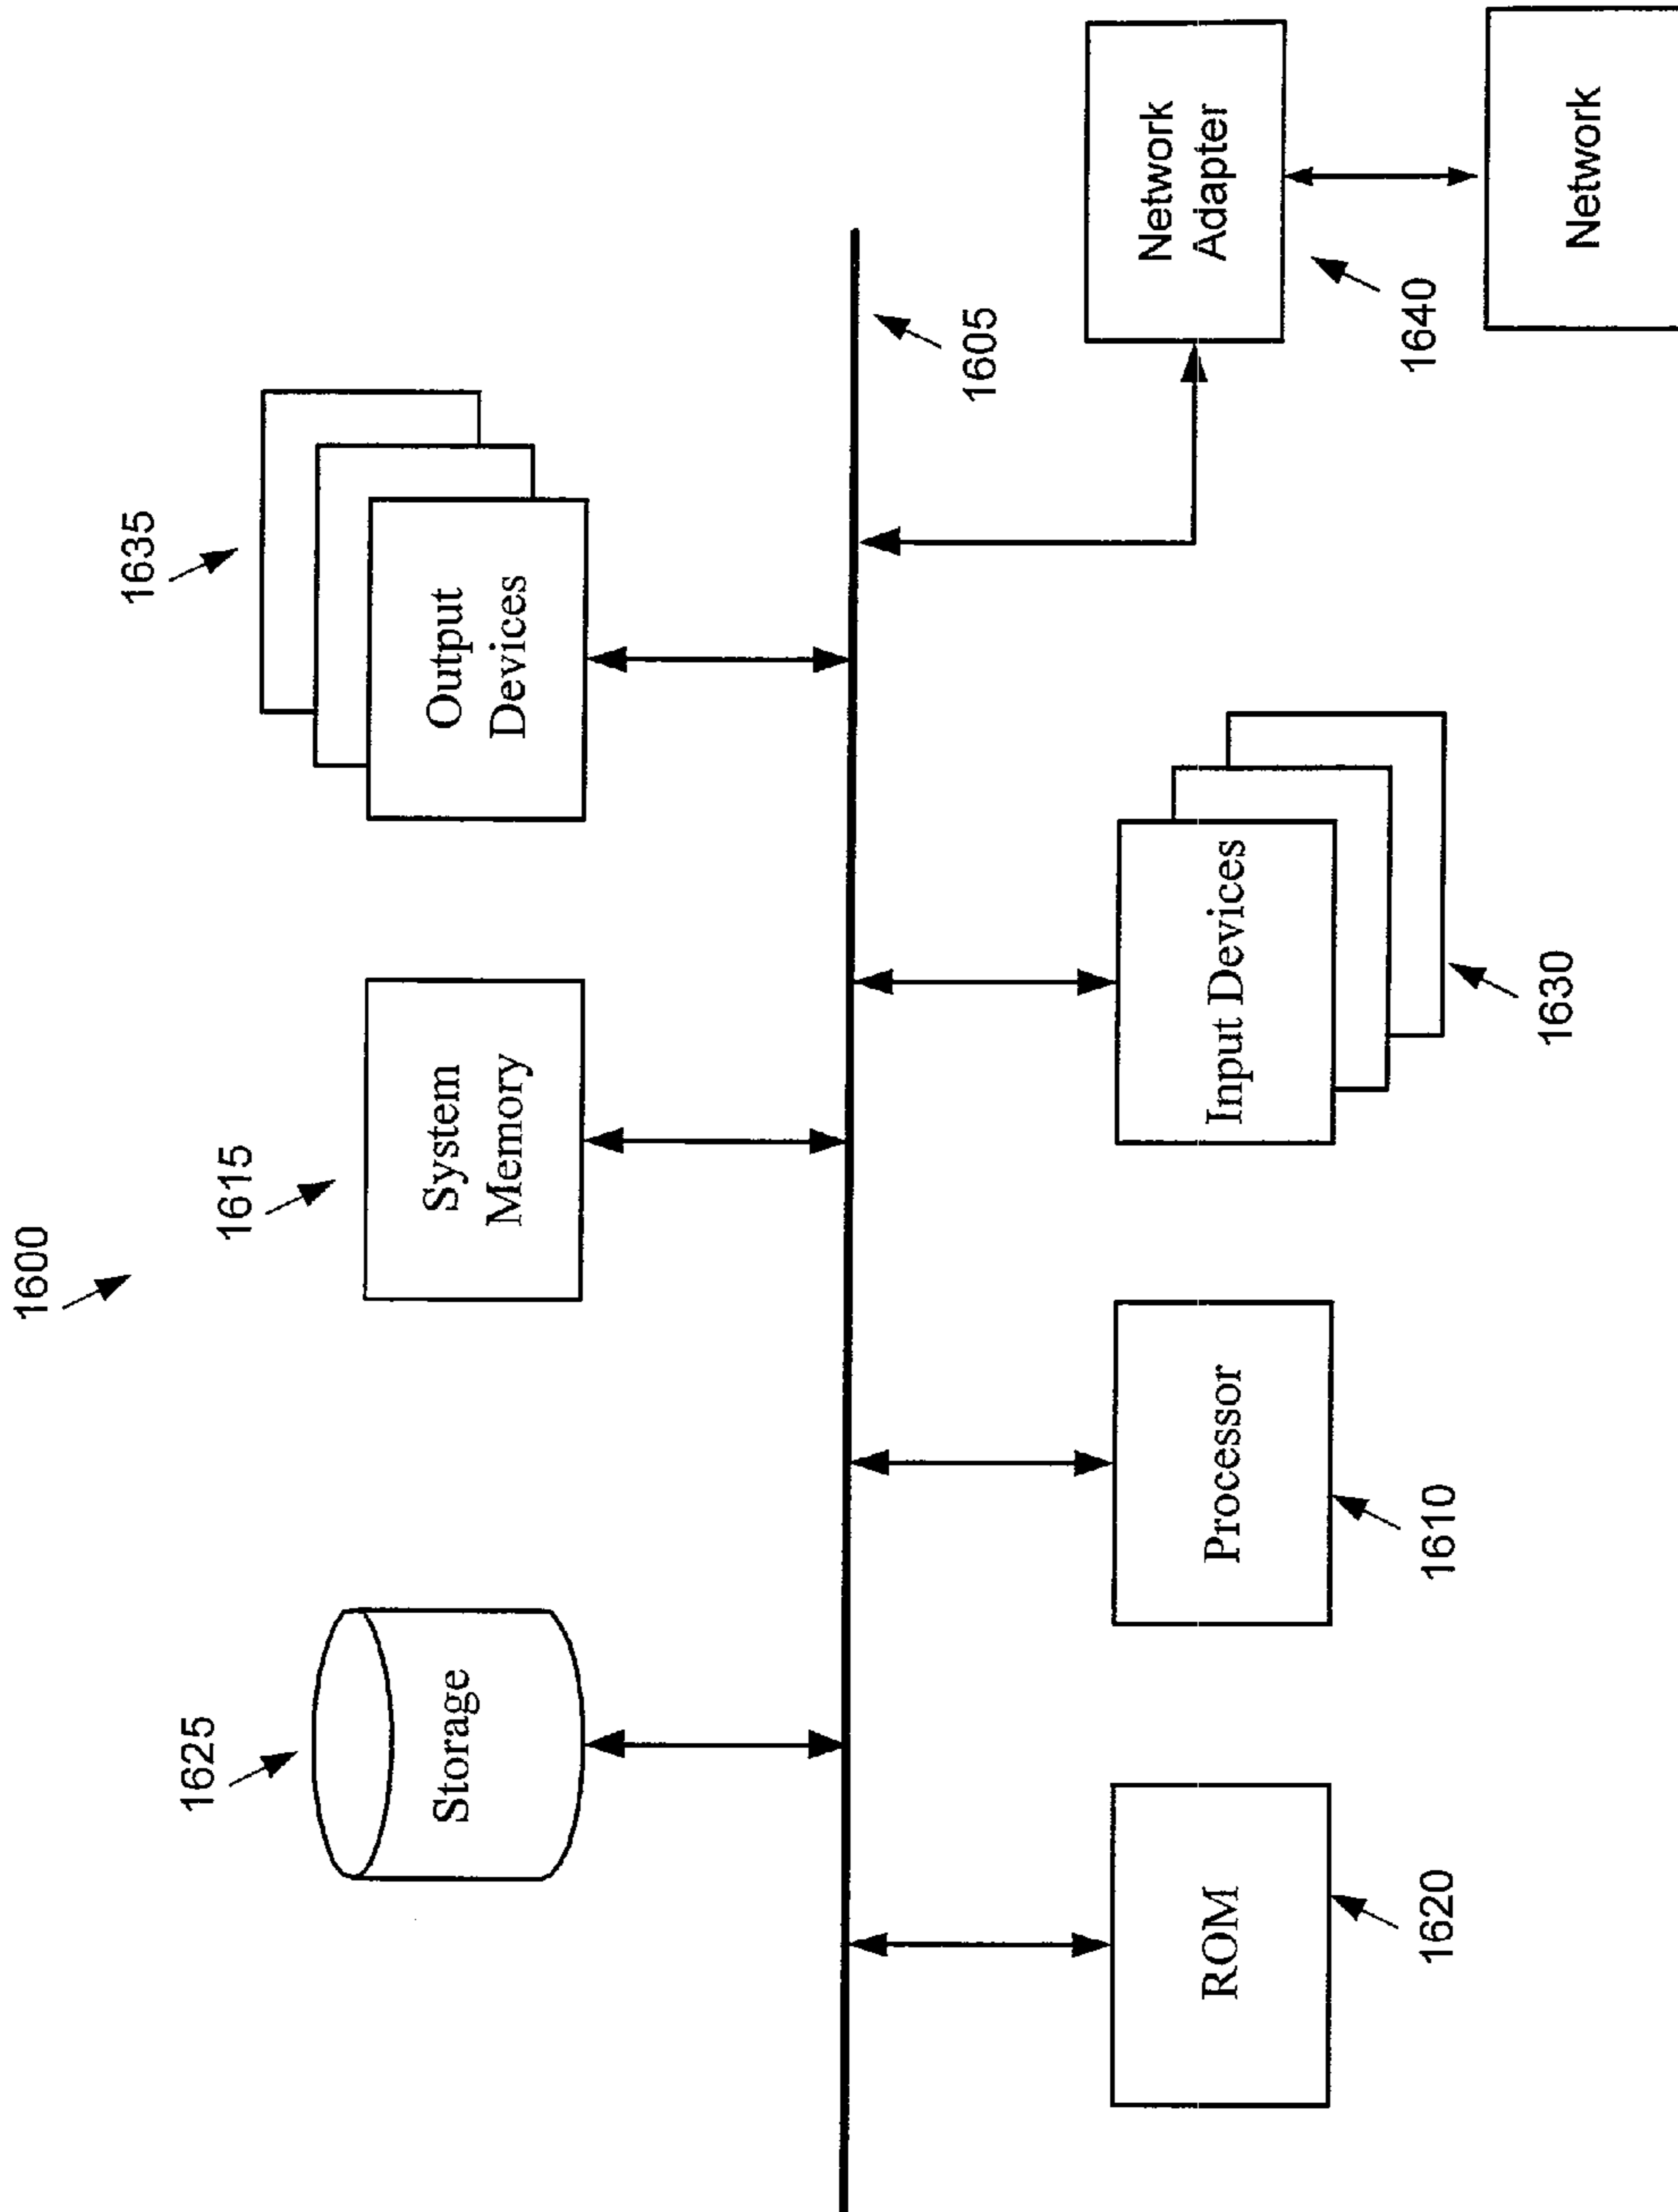 1600
1635
1625
1615
Storage
System
Memory
Output
Devices
1605
ROM
Processor
Input Devices
Network
Adapter
1620
1610
1630
1640
Network